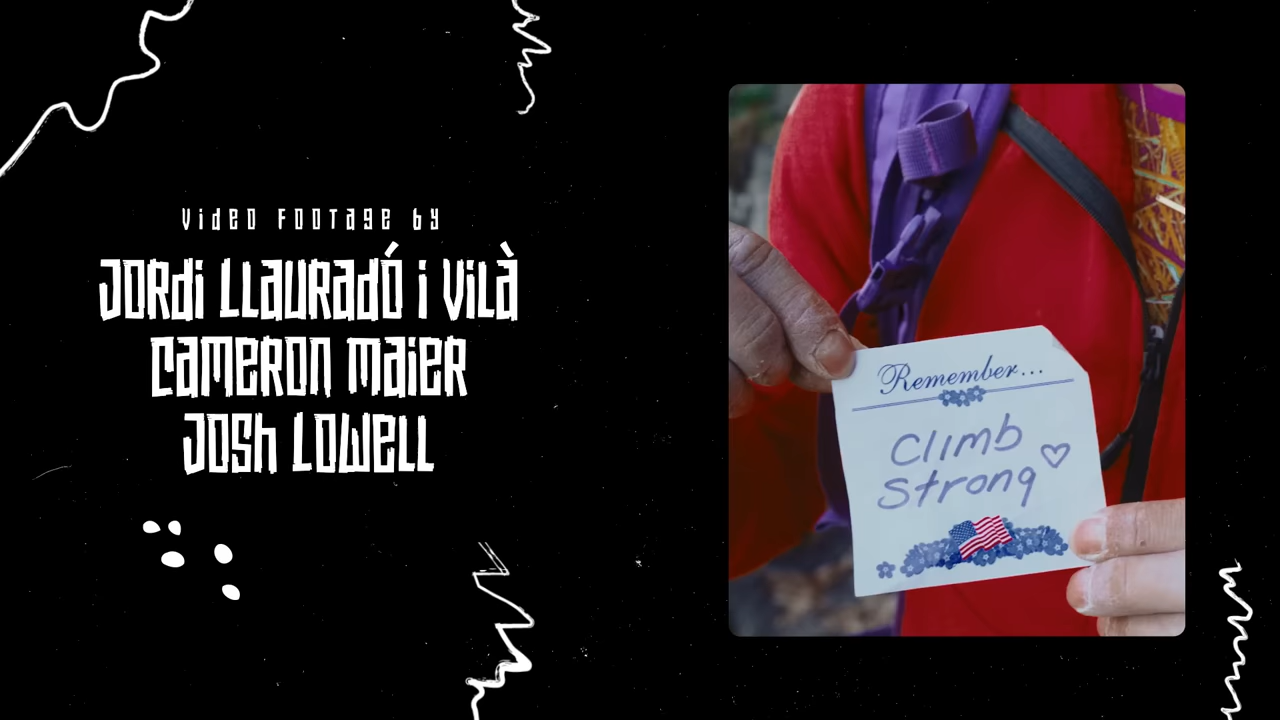 Video Footage by
Jordi Llauradó i Vilà
Cameron Maier
Josh Lowell
Remember...
Climb
Strong